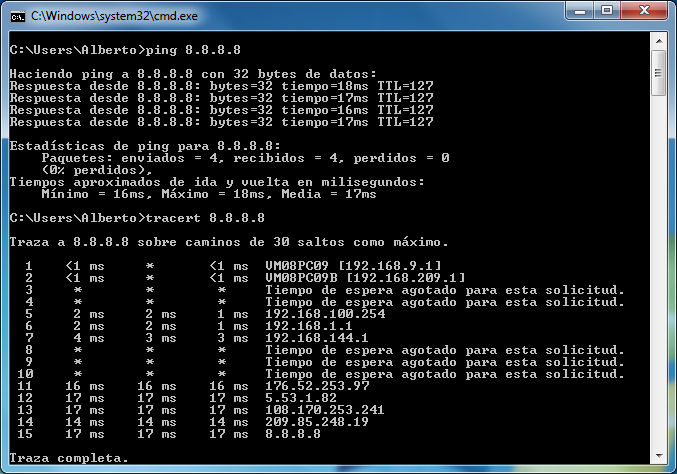 C:\Windows\system32\cmd.exe
C:\Users\Alberto>ping 8.8.8.8
Haciendo ping a 8.8.8.8 con 32 bytes de datos:
Respuesta desde 8.8.8.8: bytes=32 tiempo=18ms TTL=127
Respuesta desde 8.8.8.8: bytes=32 tiempo=17ms TTL=127
Respuesta desde 8.8.8.8: bytes=32 tiempo=16ms TTL=127
Respuesta desde 8.8.8.8: bytes=32 tiempo=17ms TTL=127
Estadísticas de ping para 8.8.8.8:
    Paquetes: enviados = 4, recibidos = 4, perdidos = 0
    (0% perdidos),
Tiempos aproximados de ida y vuelta en milisegundos:
    Mínimo = 16ms, Máximo = 18ms, Media = 17ms
C:\Users\Alberto>tracert 8.8.8.8
Traza a 8.8.8.8 sobre caminos de 30 saltos como máximo.
  1    <1 ms     *       <1 ms  VM08PC09 [192.168.9.1]
  2    <1 ms     *       <1 ms  VM08PC09B [192.168.209.1]
  3     *        *        *     Tiempo de espera agotado para esta solicitud.
  4     *        *        *     Tiempo de espera agotado para esta solicitud.
  5     2 ms     2 ms     1 ms  192.168.100.254
  6     2 ms     2 ms     1 ms  192.168.1.1
  7     4 ms     3 ms     3 ms  192.168.144.1
  8     *        *        *     Tiempo de espera agotado para esta solicitud.
  9     *        *        *     Tiempo de espera agotado para esta solicitud.
 10     *        *        *     Tiempo de espera agotado para esta solicitud.
 11    16 ms    16 ms    16 ms  176.52.253.97
 12    17 ms    17 ms    17 ms  5.53.1.82
 13    17 ms    17 ms    17 ms  108.170.253.241
 14    14 ms    14 ms    14 ms  209.85.248.19
 15    17 ms    17 ms    17 ms  8.8.8.8
Traza completa.